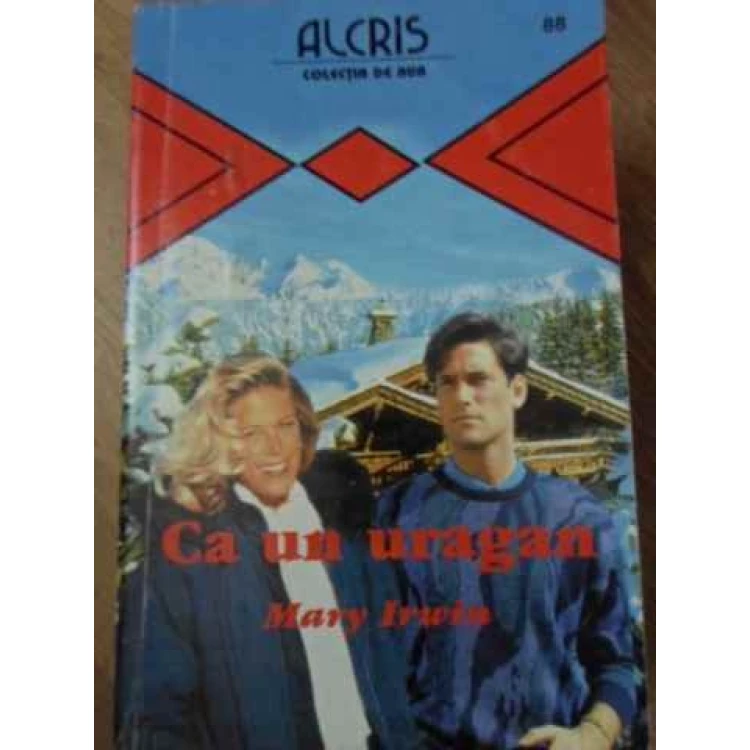 ALCRIS
88
COLECȚIA DE AUR
Ca un uragan
Mary Irwin